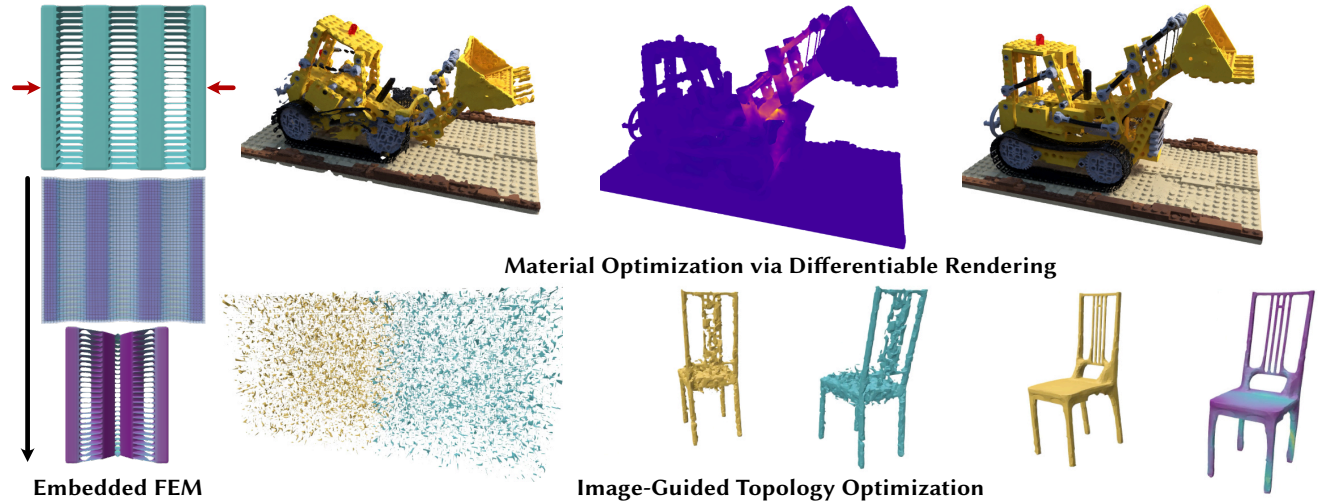 Material Optimization via Differentiable Rendering
Embedded FEM
Image-Guided Topology Optimization